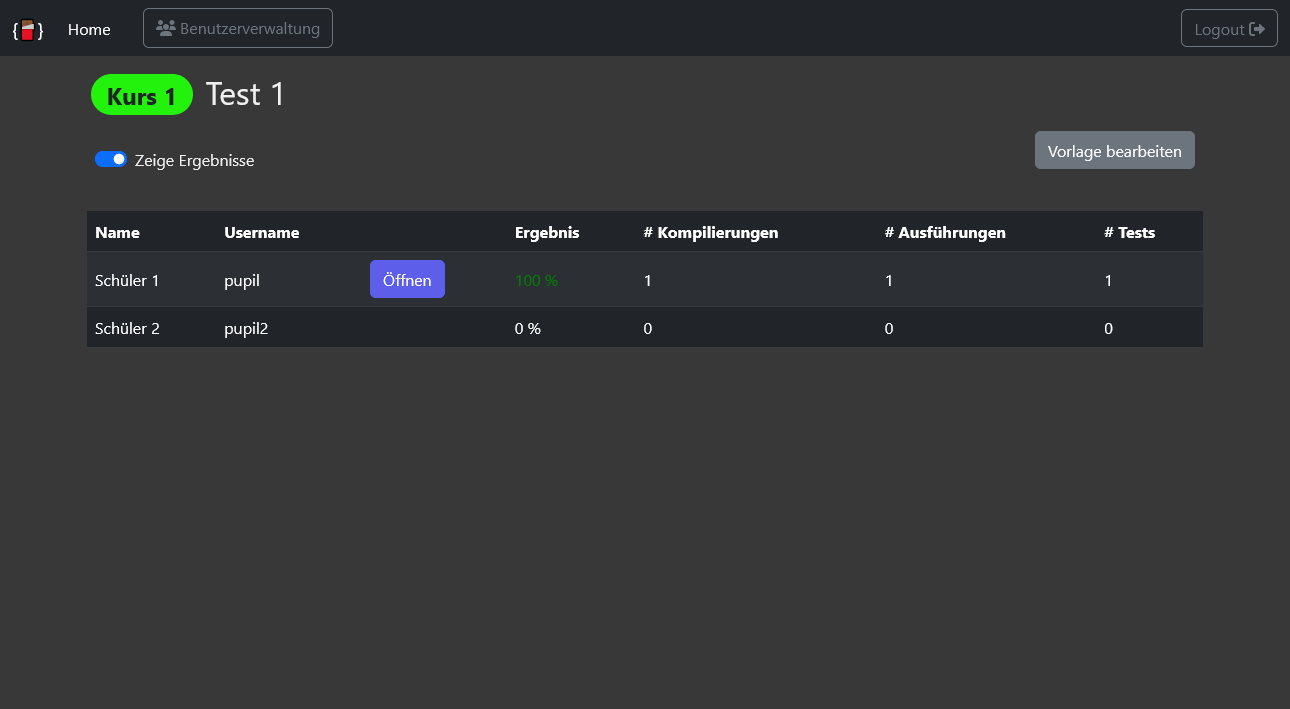 Home Benutzerverwaltung Logout
Kurs 1 Test 1
Zeige Ergebnisse Vorlage bearbeiten
Name Username Ergebnis # Kompilierungen # Ausführungen # Tests
Schüler 1 pupil Öffnen 100 % 1 1 1
Schüler 2 pupil2 0 % 0 0 0